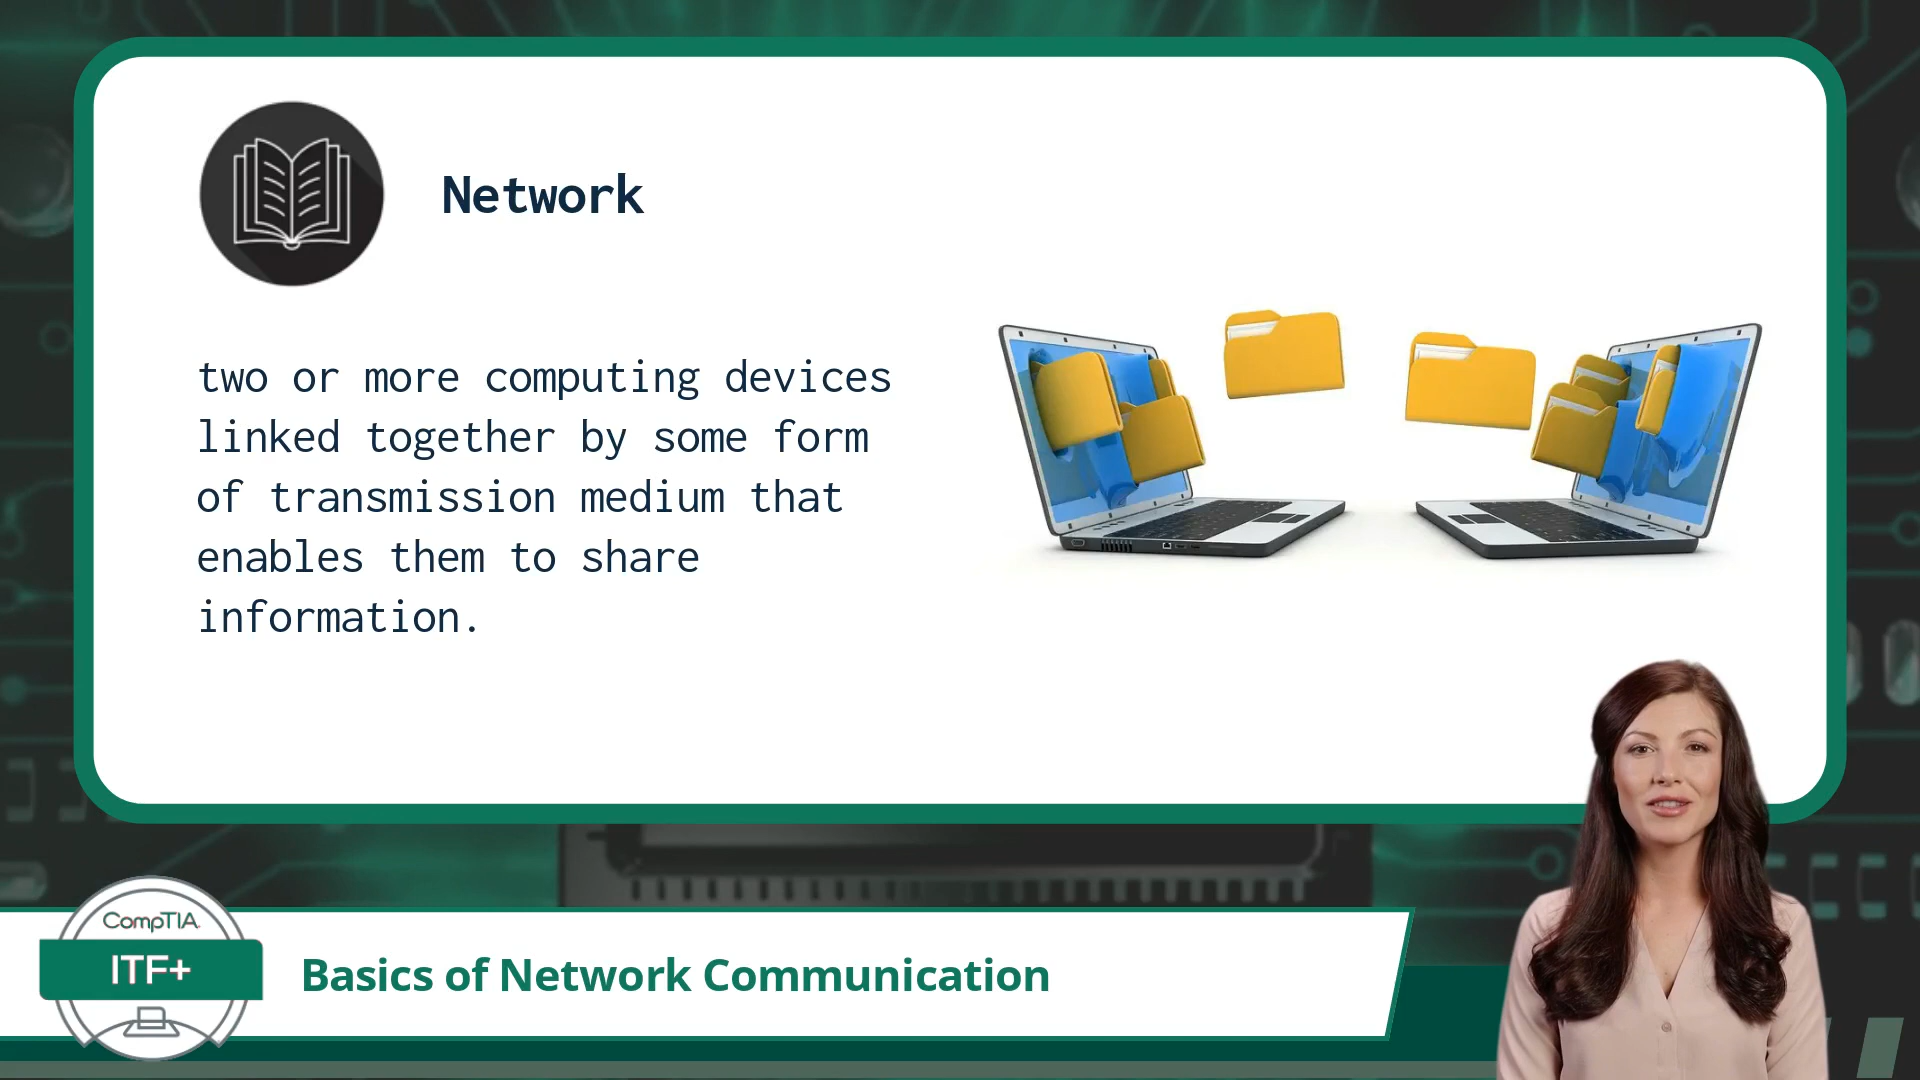 Network
two or more computing devices
linked together by some form
of transmission medium that
enables them to share
information.
CompTIA.
ITF+
Basics of Network Communication